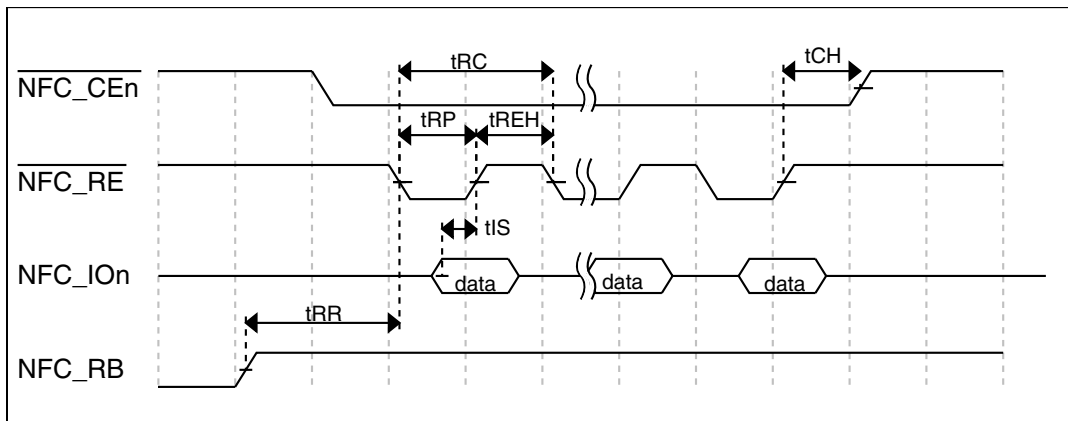 tRC
tCH
NFC_CEn
tRP
tREH
NFC_RE
tIS
NFC_IOn
data
data
data
tRR
NFC_RB